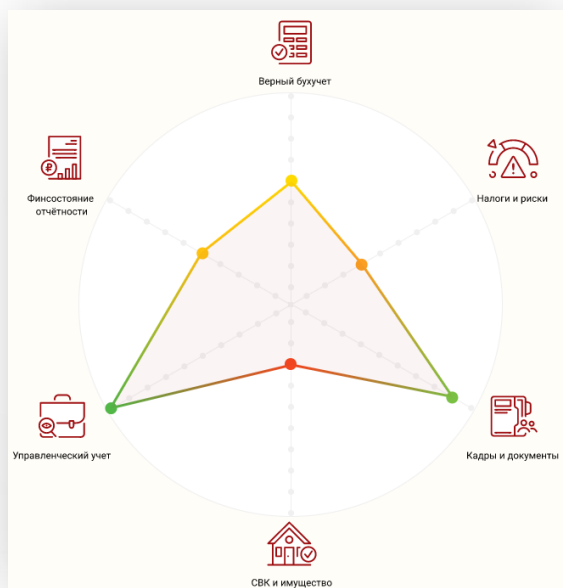 Верный бухучет
Налоги и риски
Финсостояние
отчётности
₽
Управленческий учет
Кадры и документы
СВК и имущество